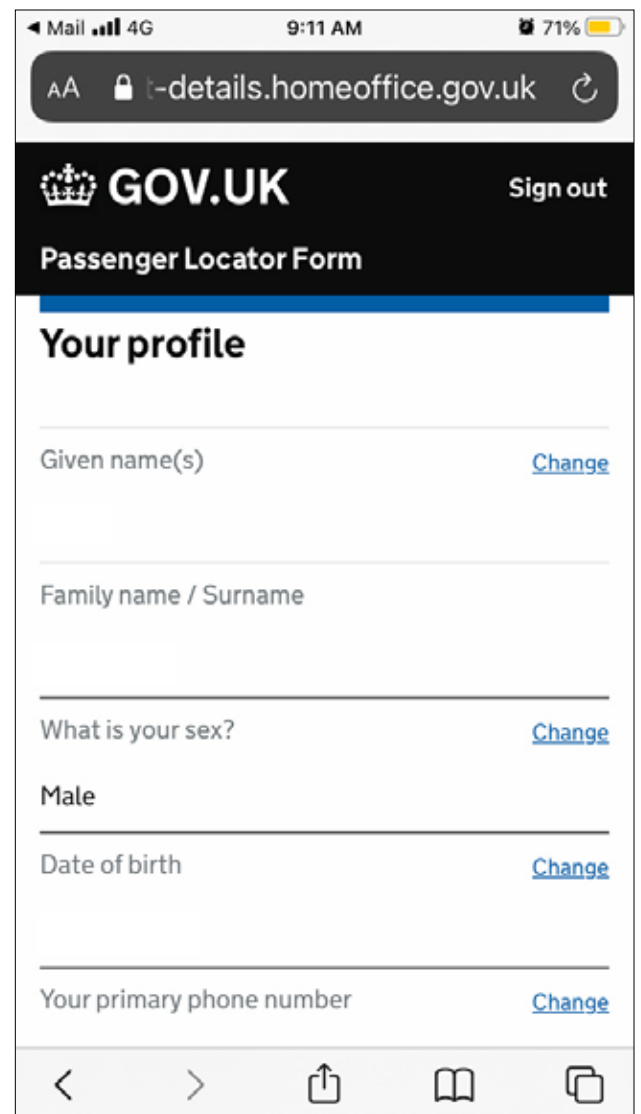 Mail 4G 9:11 AM 71%
AA -details.homeoffice.gov.uk
GOV.UK Sign out
Passenger Locator Form
Your profile
Given name(s) Change
Family name / Surname
What is your sex? Change
Male
Date of birth Change
Your primary phone number Change